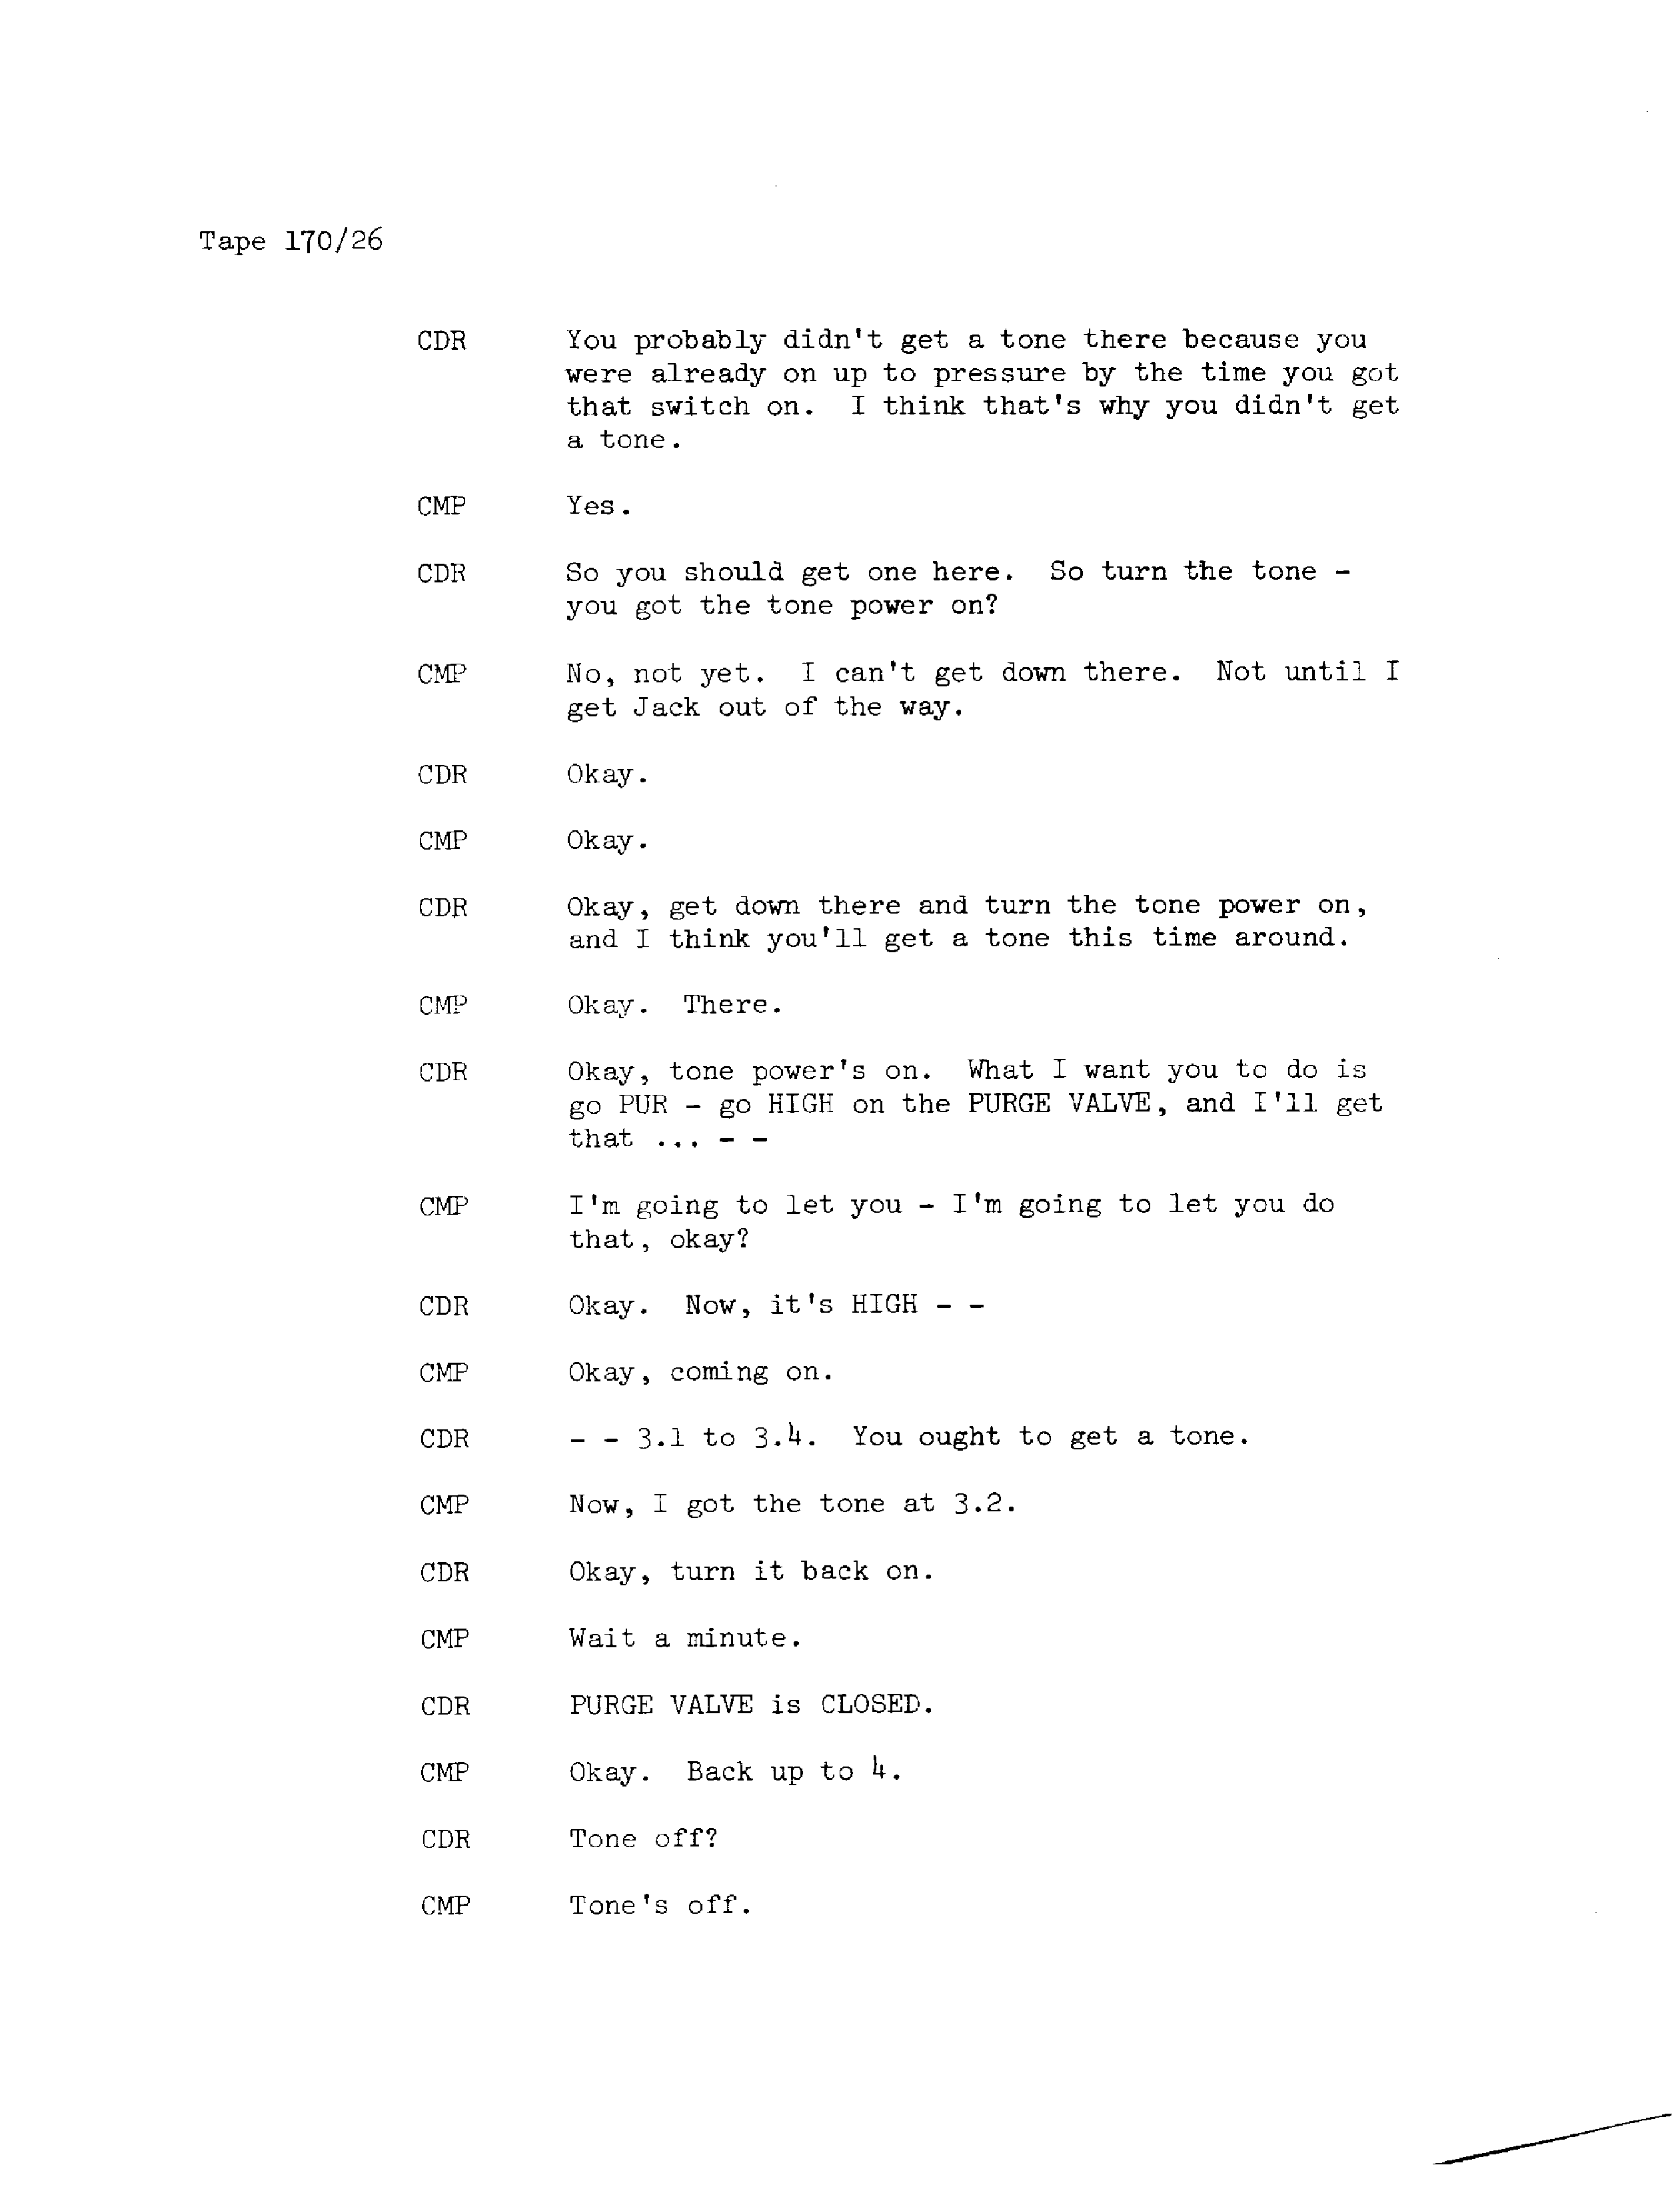 Tape 170/26
CDR You probably didn't get a tone there because you
were already on up to pressure by the time you got
that switch on. I think that's why you didn't get
a tone.
CMP Yes.
CDR So you should get one here. So turn the tone -
you got the tone power on?
CMP No, not yet. I can't get down there. Not until I
get Jack out of the way.
CDR Okay.
CMP Okay.
CDR Okay, get down there and turn the tone power on,
and I think you'll get a tone this time around.
CMP Okay. There.
CDR Okay, tone power's on. What I want you to do is
go PUR - go HIGH on the PURGE VALVE, and I'll get
that ... - -
CMP I'm going to let you - I'm going to let you do
that, okay?
CDR Okay. Now, it's HIGH - -
CMP Okay, coming on.
CDR - - 3.1 to 3.4. You ought to get a tone.
CMP Now, I got the tone at 3.2.
CDR Okay, turn it back on.
CMP Wait a minute.
CDR PURGE VALVE is CLOSED.
CMP Okay. Back up to 4.
CDR Tone off?
CMP Tone's off.